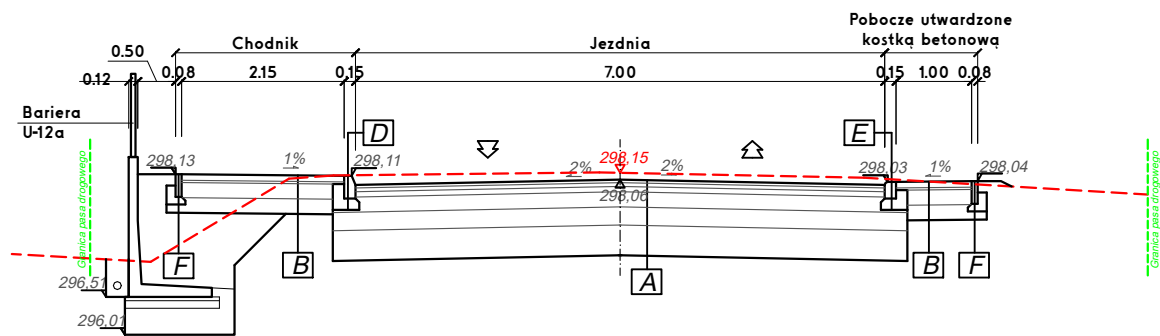 Pobocze utwardzone
Chodnik
Jezdnia
kostką betonową
0.50
0.12
0.08
2.15
0.15
7.00
0.15
1.00
0.08
Bariera
U-12a
D
E
298,13
1%
298,11
2%
298,15
2%
298,03
1%
298,04
298,06
Granica pasa drogowego
Granica pasa drogowego
F
B
A
B
F
296,51
296,01